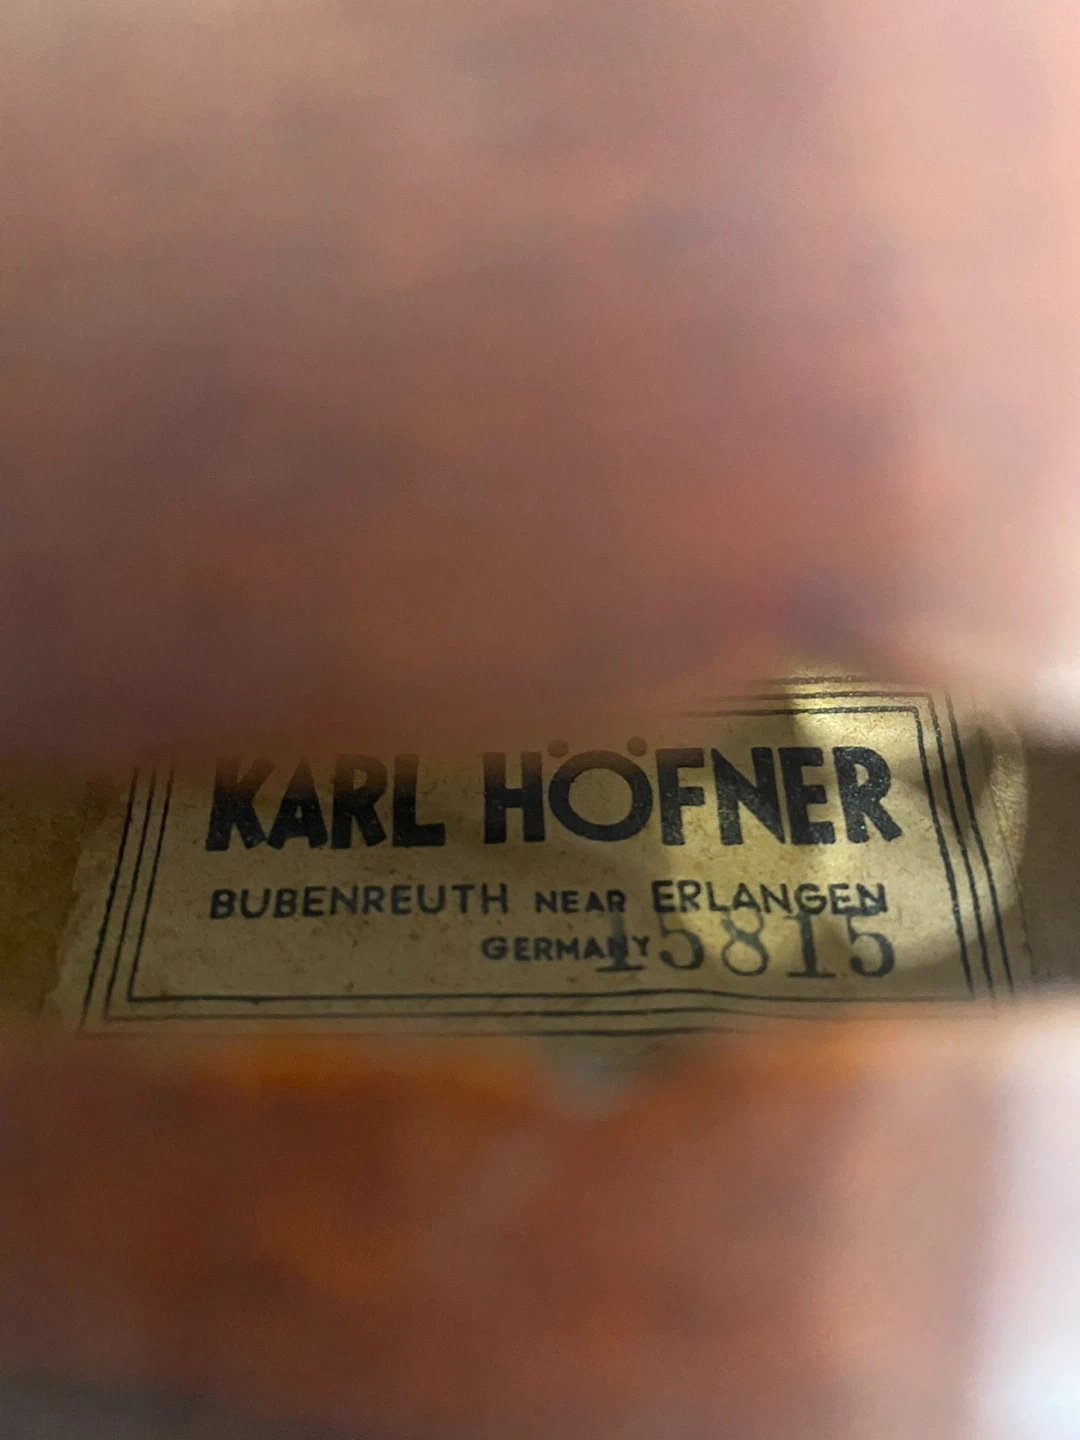 KARL HÖFNER
BUBENREUTH NEAR ERLANGEN
GERMANY 15815